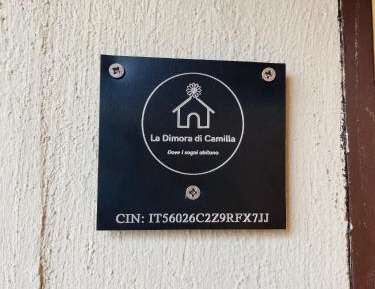 La Dimora di Camilla
Dove i sogni abitano
CIN: IT56026C2Z9RFX7JJ